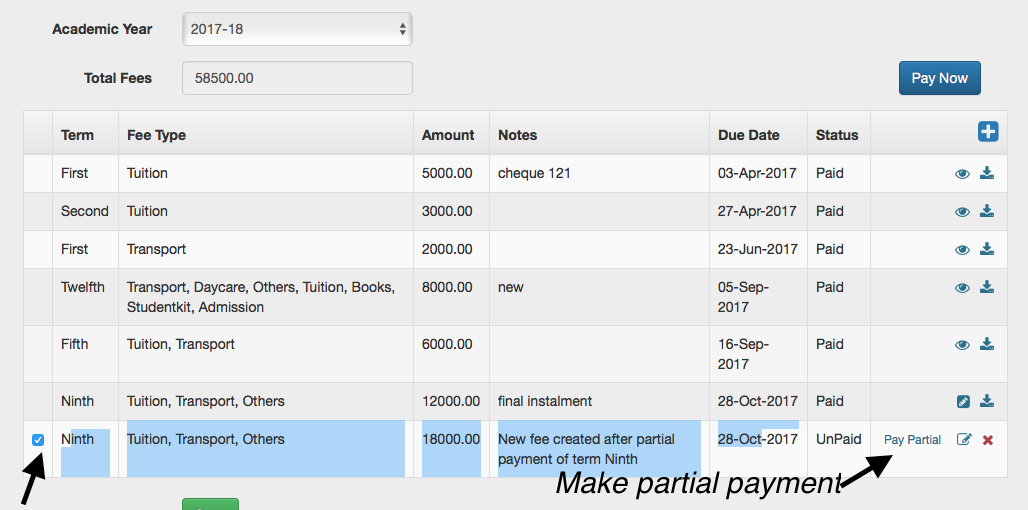 Academic Year 2017-18
Total Fees 58500.00 Pay Now
Term Fee Type Amount Notes Due Date Status
First Tuition 5000.00 cheque 121 03-Apr-2017 Paid
Second Tuition 3000.00 27-Apr-2017 Paid
First Transport 2000.00 23-Jun-2017 Paid
Twelfth Transport, Daycare, Others, Tuition, Books, 8000.00 new 05-Sep- Paid
Studentkit, Admission 2017
Fifth Tuition, Transport 6000.00 16-Sep- Paid
2017
Ninth Tuition, Transport, Others 12000.00 final instalment 28-Oct-2017 Paid
Ninth Tuition, Transport, Others 18000.00 New fee created after partial 28-Oct-2017 UnPaid Pay Partial
payment of term Ninth
Make partial payment